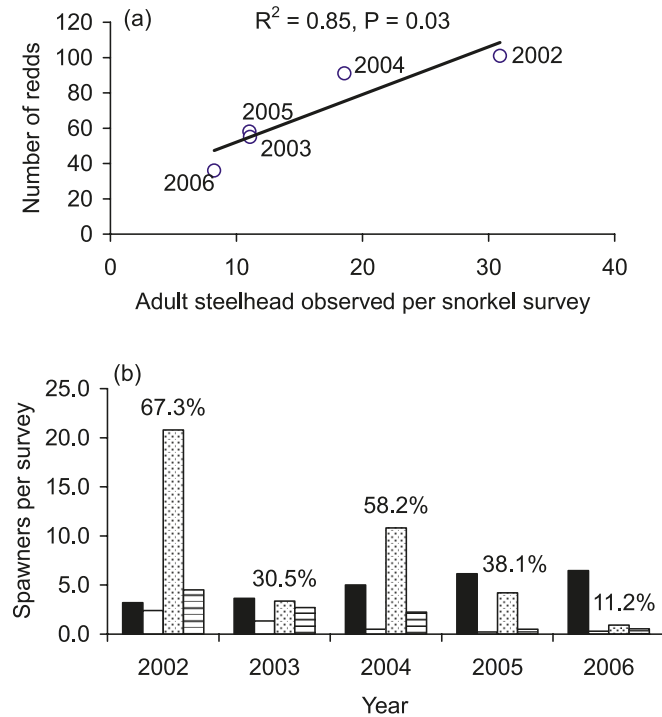 (a)
R² = 0.85, P = 0.03
Number of redds
120
100
80
60
40
20
0
2002
2004
2005
2003
2006
0 10 20 30 40
Adult steelhead observed per snorkel survey
(b)
Spawners per survey
25.0
20.0
15.0
10.0
5.0
0.0
67.3%
30.5%
58.2%
38.1%
11.2%
2002 2003 2004 2005 2006
Year